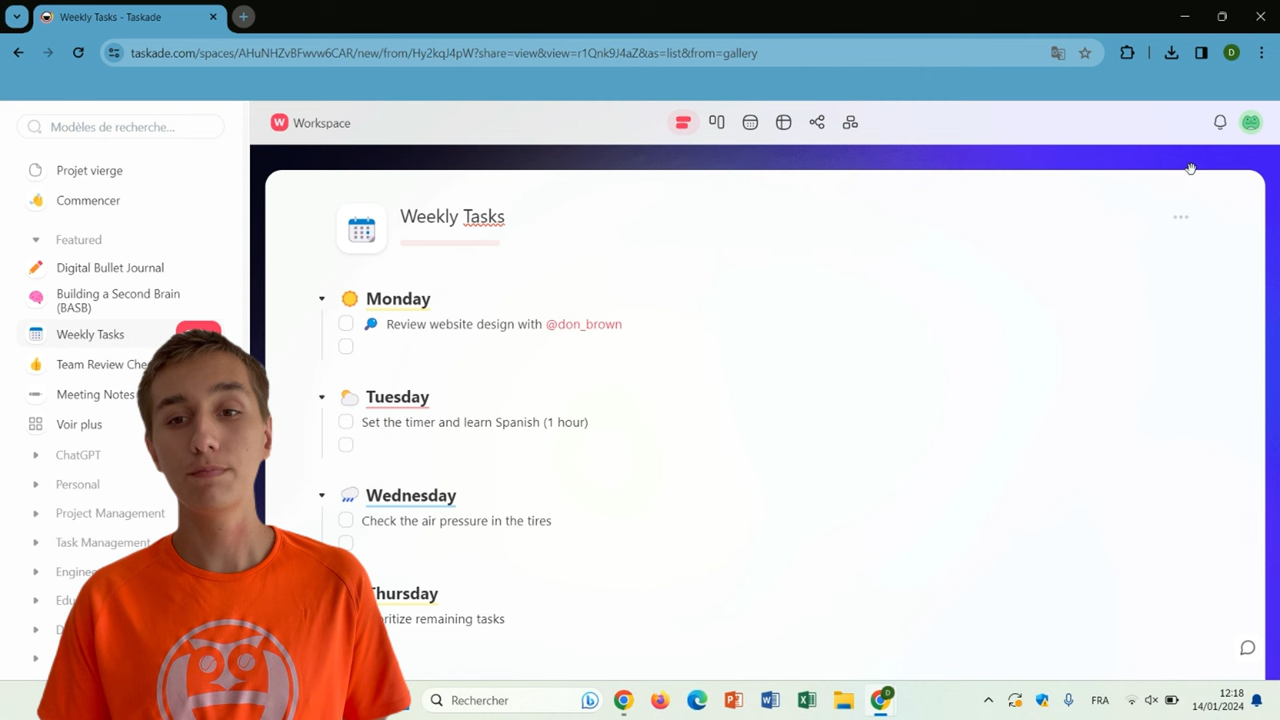 Weekly Tasks - Taskade
taskade.com/spaces/AHuNHZvBFwvw6CAR/new/from/Hy2kqJ4pW?share=view&view=r1Qnk9J4aZ&as=list&from=gallery
D
Modèles de recherche...
W Workspace
Projet vierge
Commencer
Featured
Digital Bullet Journal
Building a Second Brain
(BASB)
Weekly Tasks
Team Review Che
Meeting Notes
Voir plus
ChatGPT
Personal
Project Management
Task Management
Engine
Edu
D
Weekly Tasks
Monday
Review website design with @don_brown
Tuesday
Set the timer and learn Spanish (1 hour)
Wednesday
Check the air pressure in the tires
Thursday
oritize remaining tasks
Rechercher
D
FRA
12:18
14/01/2024